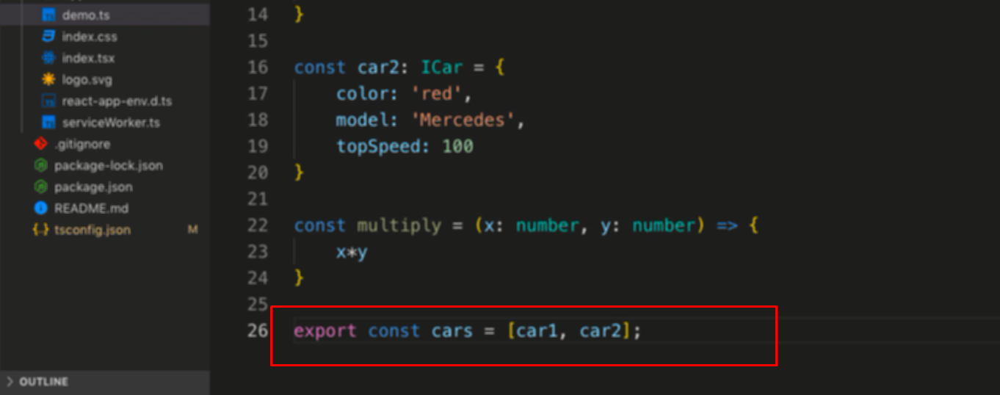 demo.ts
index.css
index.tsx
logo.svg
react-app-env.d.ts
serviceWorker.ts
.gitignore
package-lock.json
package.json
README.md
tsconfig.json M
OUTLINE
14 }
15
16 const car2: ICar = {
17 color: 'red',
18 model: 'Mercedes',
19 topSpeed: 100
20 }
21
22 const multiply = (x: number, y: number) => {
23 x*y
24 }
25
26 export const cars = [car1, car2];